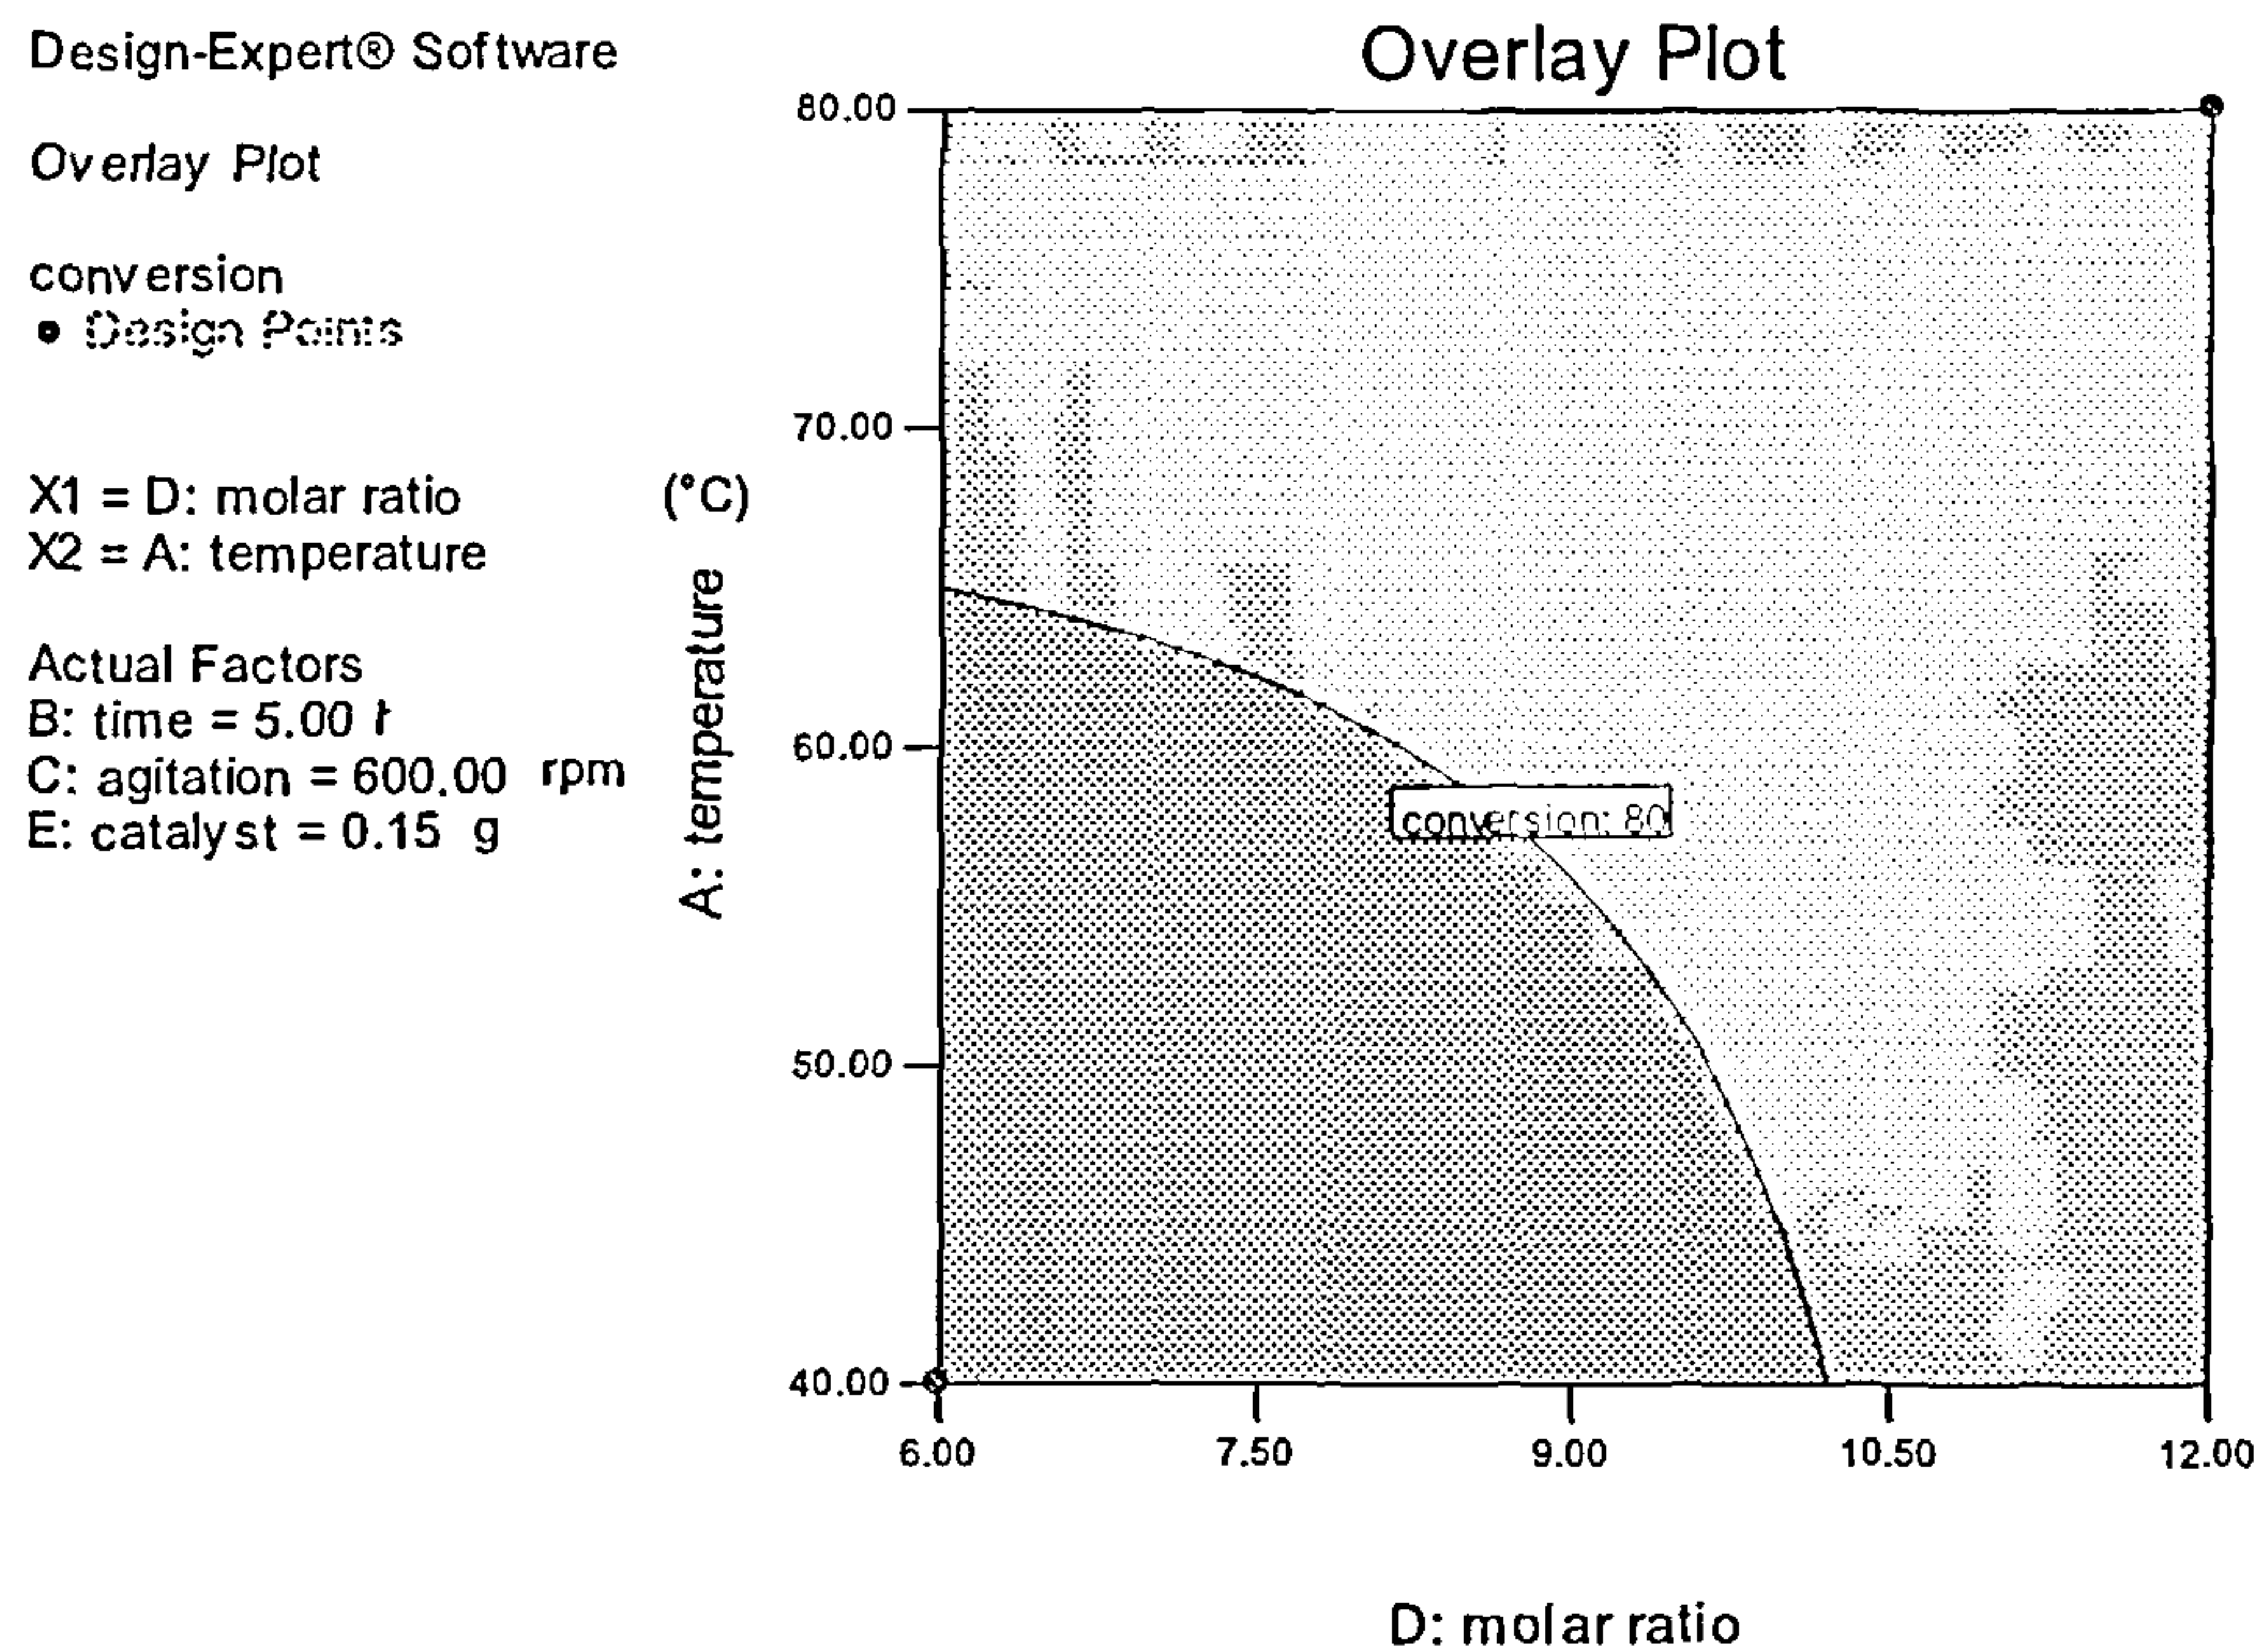 Design-Expert® Software
Overlay Plot
conversion
Design Points
X1 = D: molar ratio
X2 = A: temperature
Actual Factors
B: time = 5.00
C: agitation = 600.00 rpm
E: catalyst = 0.15 g
Overlay Plot
A: temperature (°C)
80.00
70.00
60.00
50.00
40.00
conversion: 80
6.00 7.50 9.00 10.50 12.00
D: molar ratio